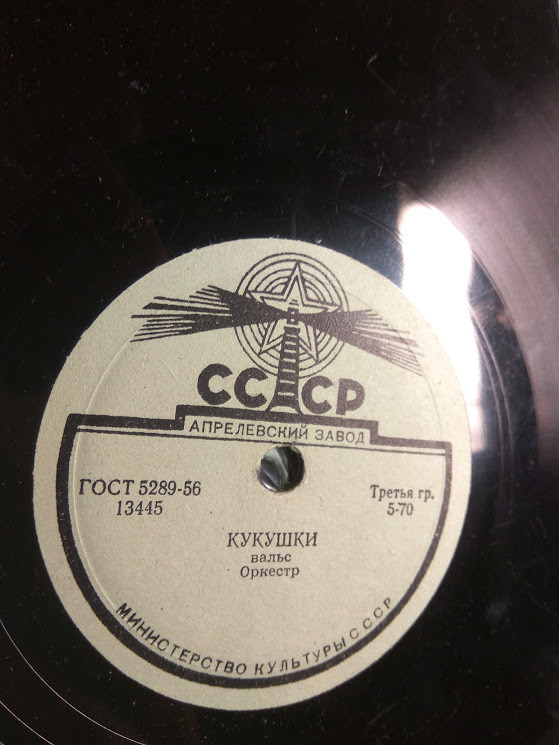 СССР
АПРЕЛЕВСКИЙ ЗАВОД
ГОСТ 5289-56
13445
Третья гр.
5-70
КУКУШКИ
вальс
Оркестр
МИНИСТЕРСТВО КУЛЬТУРЫ СССР